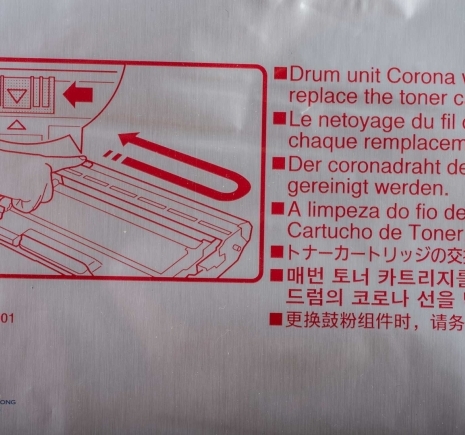 Drum unit Corona
replace the toner
Le netoyage du fil
chaque remplacem
Der coronadraht de
gereinigt werden.
A limpeza do fio de
Cartucho de Toner
トナーカートリッジの交
매번 토너 카트리지를
드럼의 코로나 선을
更换鼓粉组件时，请务
01
ONG